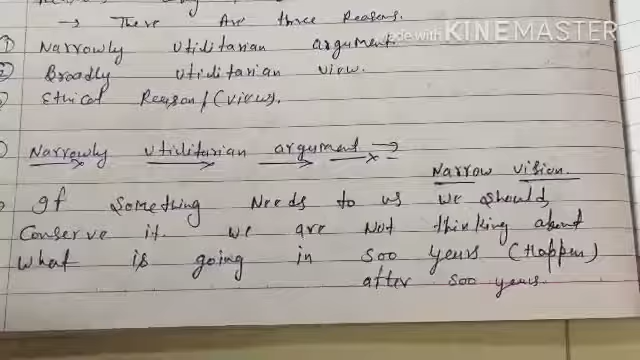 → There Are three Reasons.
① Narrowly Utilitarian argument.
② Broadly Utilitarian view.
Ethical Reason/(views).
Narrowly utilitarian argument →
Narrow vision.
If Something Needs to us we should
Conserve it. we are Not thinking about
what is going in 500 years (Happen)
after 500 years.
made with KINEMASTER